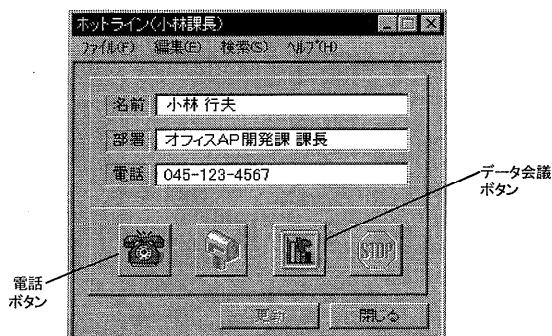 ホットライン(小林課長)
ファイル(F) 編集(E) 検索(S) ヘルプ(H)
名前 小林 行夫
部署 オフィスAP開発課 課長
電話 045-123-4567
データ会議
ボタン
STOP
電話
ボタン
更新 閉じる